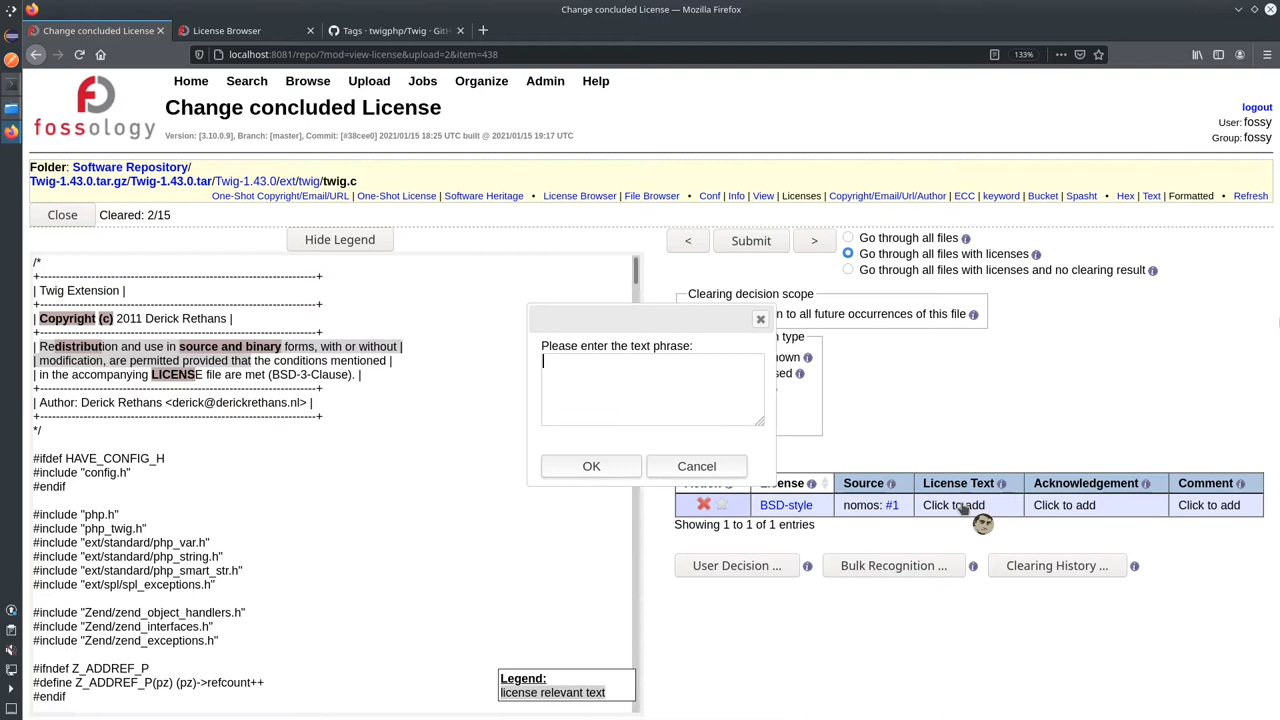 Change concluded License — Mozilla Firefox
Change concluded License
License Browser
Tags · twigphp/Twig · GitH
localhost:8081/repo/?mod=view-license&upload=2&item=438
133%
Home Search Browse Upload Jobs Organize Admin Help
fossology
Change concluded License
Version: [3.10.0.9], Branch: [master], Commit: [#38cee0] 2021/01/15 18:25 UTC built @ 2021/01/15 19:17 UTC
logout
User: fossy
Group: fossy
Folder: Software Repository/
Twig-1.43.0.tar.gz/Twig-1.43.0.tar/Twig-1.43.0/ext/twig/twig.c
One-Shot Copyright/Email/URL | One-Shot License | Software Heritage • License Browser | File Browser • Conf | Info | View | Licenses | Copyright/Email/Url/Author | ECC | keyword | Bucket | Spasht • Hex | Text | Formatted • Refresh
Close Cleared: 2/15
Hide Legend
< Submit >
Go through all files
Go through all files with licenses
Go through all files with licenses and no clearing result
/*
+-----------------------------------------------------------------------+
| Twig Extension |
+-----------------------------------------------------------------------+
| Copyright (c) 2011 Derick Rethans |
+-----------------------------------------------------------------------+
| Redistribution and use in source and binary forms, with or without |
| modification, are permitted provided that the conditions mentioned |
| in the accompanying LICENSE file are met (BSD-3-Clause). |
+-----------------------------------------------------------------------+
| Author: Derick Rethans <derick@derickrethans.nl> |
+-----------------------------------------------------------------------+
*/
#ifdef HAVE_CONFIG_H
#include "config.h"
#endif
#include "php.h"
#include "php_twig.h"
#include "ext/standard/php_var.h"
#include "ext/standard/php_string.h"
#include "ext/standard/php_smart_str.h"
#include "ext/spl/spl_exceptions.h"
#include "Zend/zend_object_handlers.h"
#include "Zend/zend_interfaces.h"
#include "Zend/zend_exceptions.h"
#ifndef Z_ADDREF_P
#define Z_ADDREF_P(pz) (pz)->refcount++
#endif
Legend:
license relevant text
Please enter the text phrase:
OK Cancel
Clearing decision scope
n to all future occurrences of this file
n type
nown
sed
License Source License Text Acknowledgement Comment
BSD-style nomos: #1 Click to add Click to add Click to add
Showing 1 to 1 of 1 entries
User Decision ... Bulk Recognition ... Clearing History ...